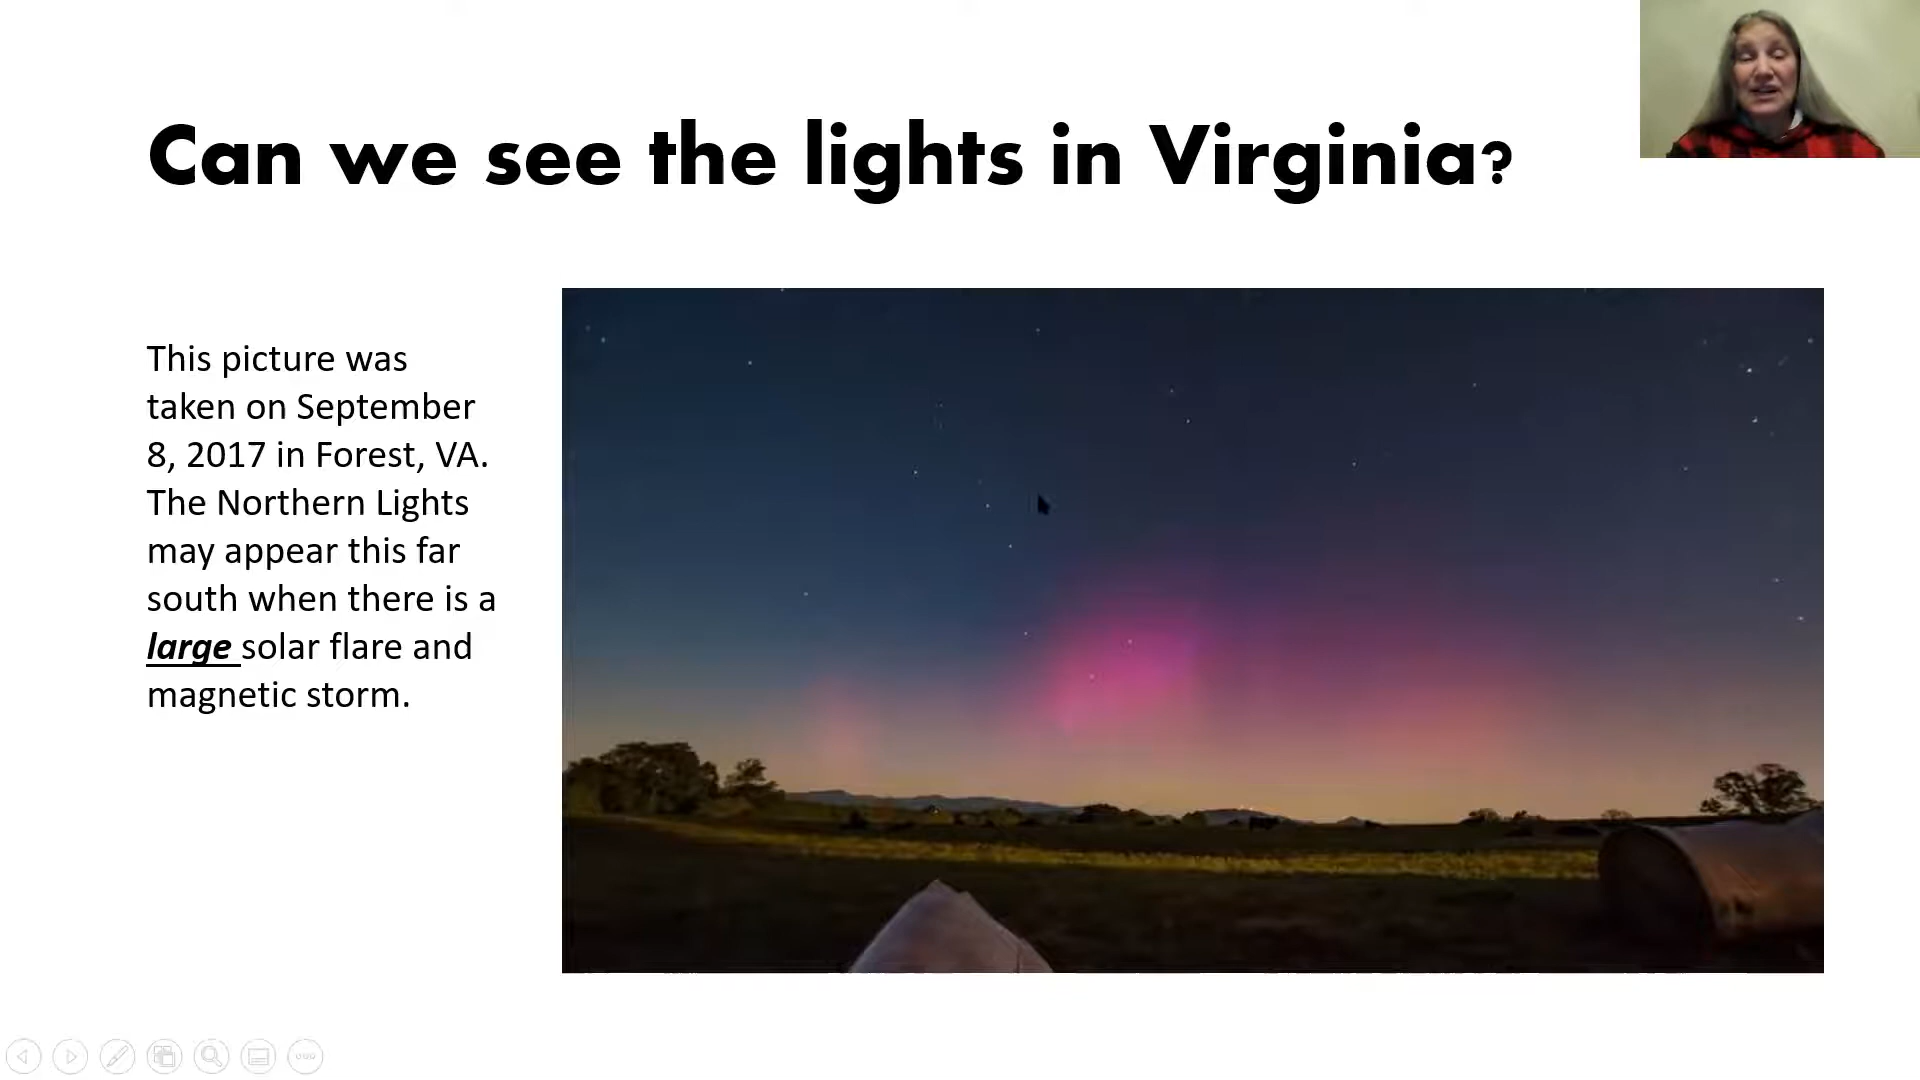 Can we see the lights in Virginia?
This picture was
taken on September
8, 2017 in Forest, VA.
The Northern Lights
may appear this far
south when there is a
large solar flare and
magnetic storm.